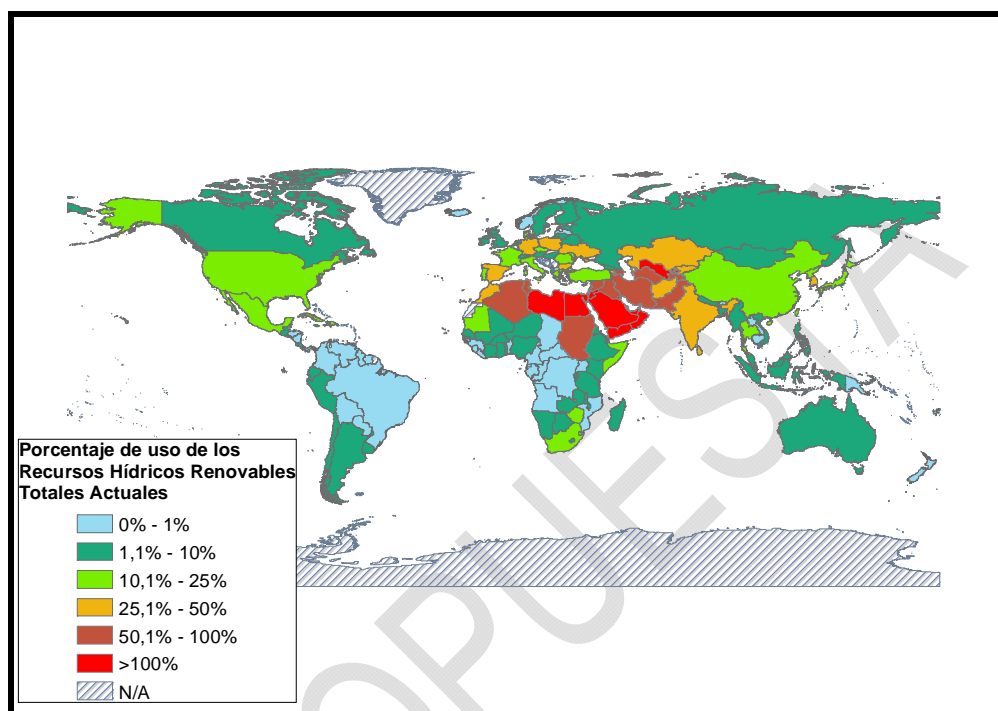 Porcentaje de uso de los
Recursos Hídricos Renovables
Totales Actuales
0% - 1%
1,1% - 10%
10,1% - 25%
25,1% - 50%
50,1% - 100%
>100%
N/A
OPUESTA